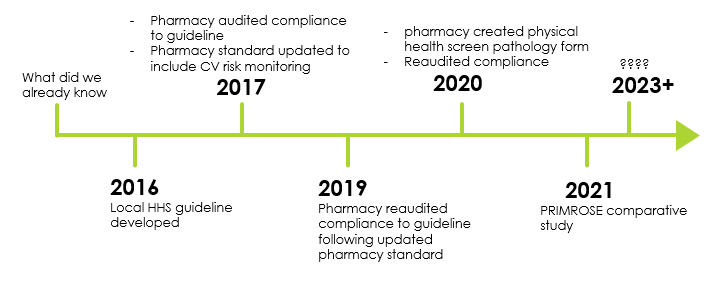 What did we
already know
- Pharmacy audited compliance
to guideline
- Pharmacy standard updated to
include CV risk monitoring
2017
- pharmacy created physical
health screen pathology form
- Reaudited compliance
2020
????
2023+
2016
Local HHS guideline
developed
2019
Pharmacy reaudited
compliance to guideline
following updated
pharmacy standard
2021
PRIMROSE comparative
study